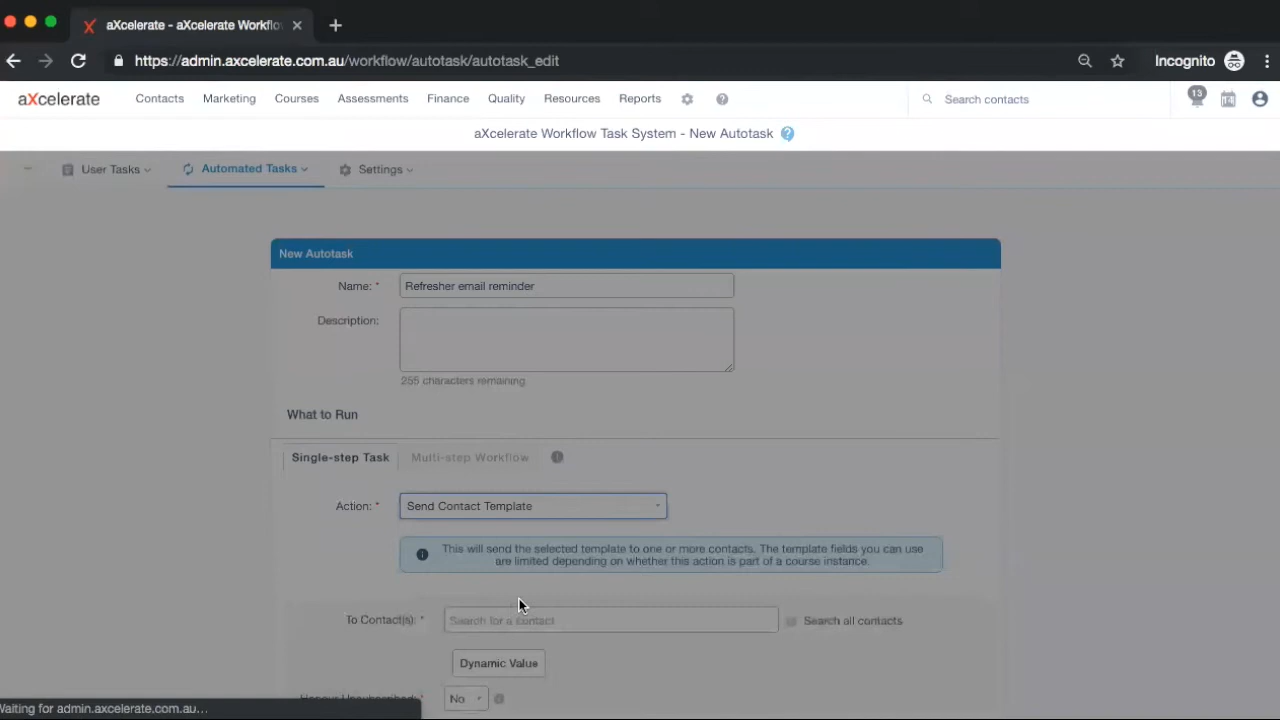 aXcelerate - aXcelerate Workflo
https://admin.axcelerate.com.au/workflow/autotask/autotask_edit
Incognito
aXcelerate
Contacts
Marketing
Courses
Assessments
Finance
Quality
Resources
Reports
Search contacts
13
14
aXcelerate Workflow Task System - New Autotask
User Tasks
Automated Tasks
Settings
New Autotask
Name: *
Refresher email reminder
Description:
255 characters remaining
What to Run
Single-step Task
Multi-step Workflow
Action: *
Send Contact Template
This will send the selected template to one or more contacts. The template fields you can use
are limited depending on whether this action is part of a course instance.
To Contact(s): *
Search for a contact
Search all contacts
Dynamic Value
Honour Unsubscribed: *
No
Waiting for admin.axcelerate.com.au...